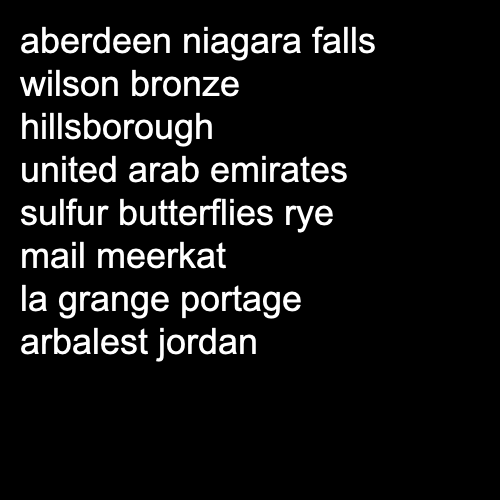 aberdeen niagara falls
wilson bronze
hillsborough
united arab emirates
sulfur butterflies rye
mail meerkat
la grange portage
arbalest jordan